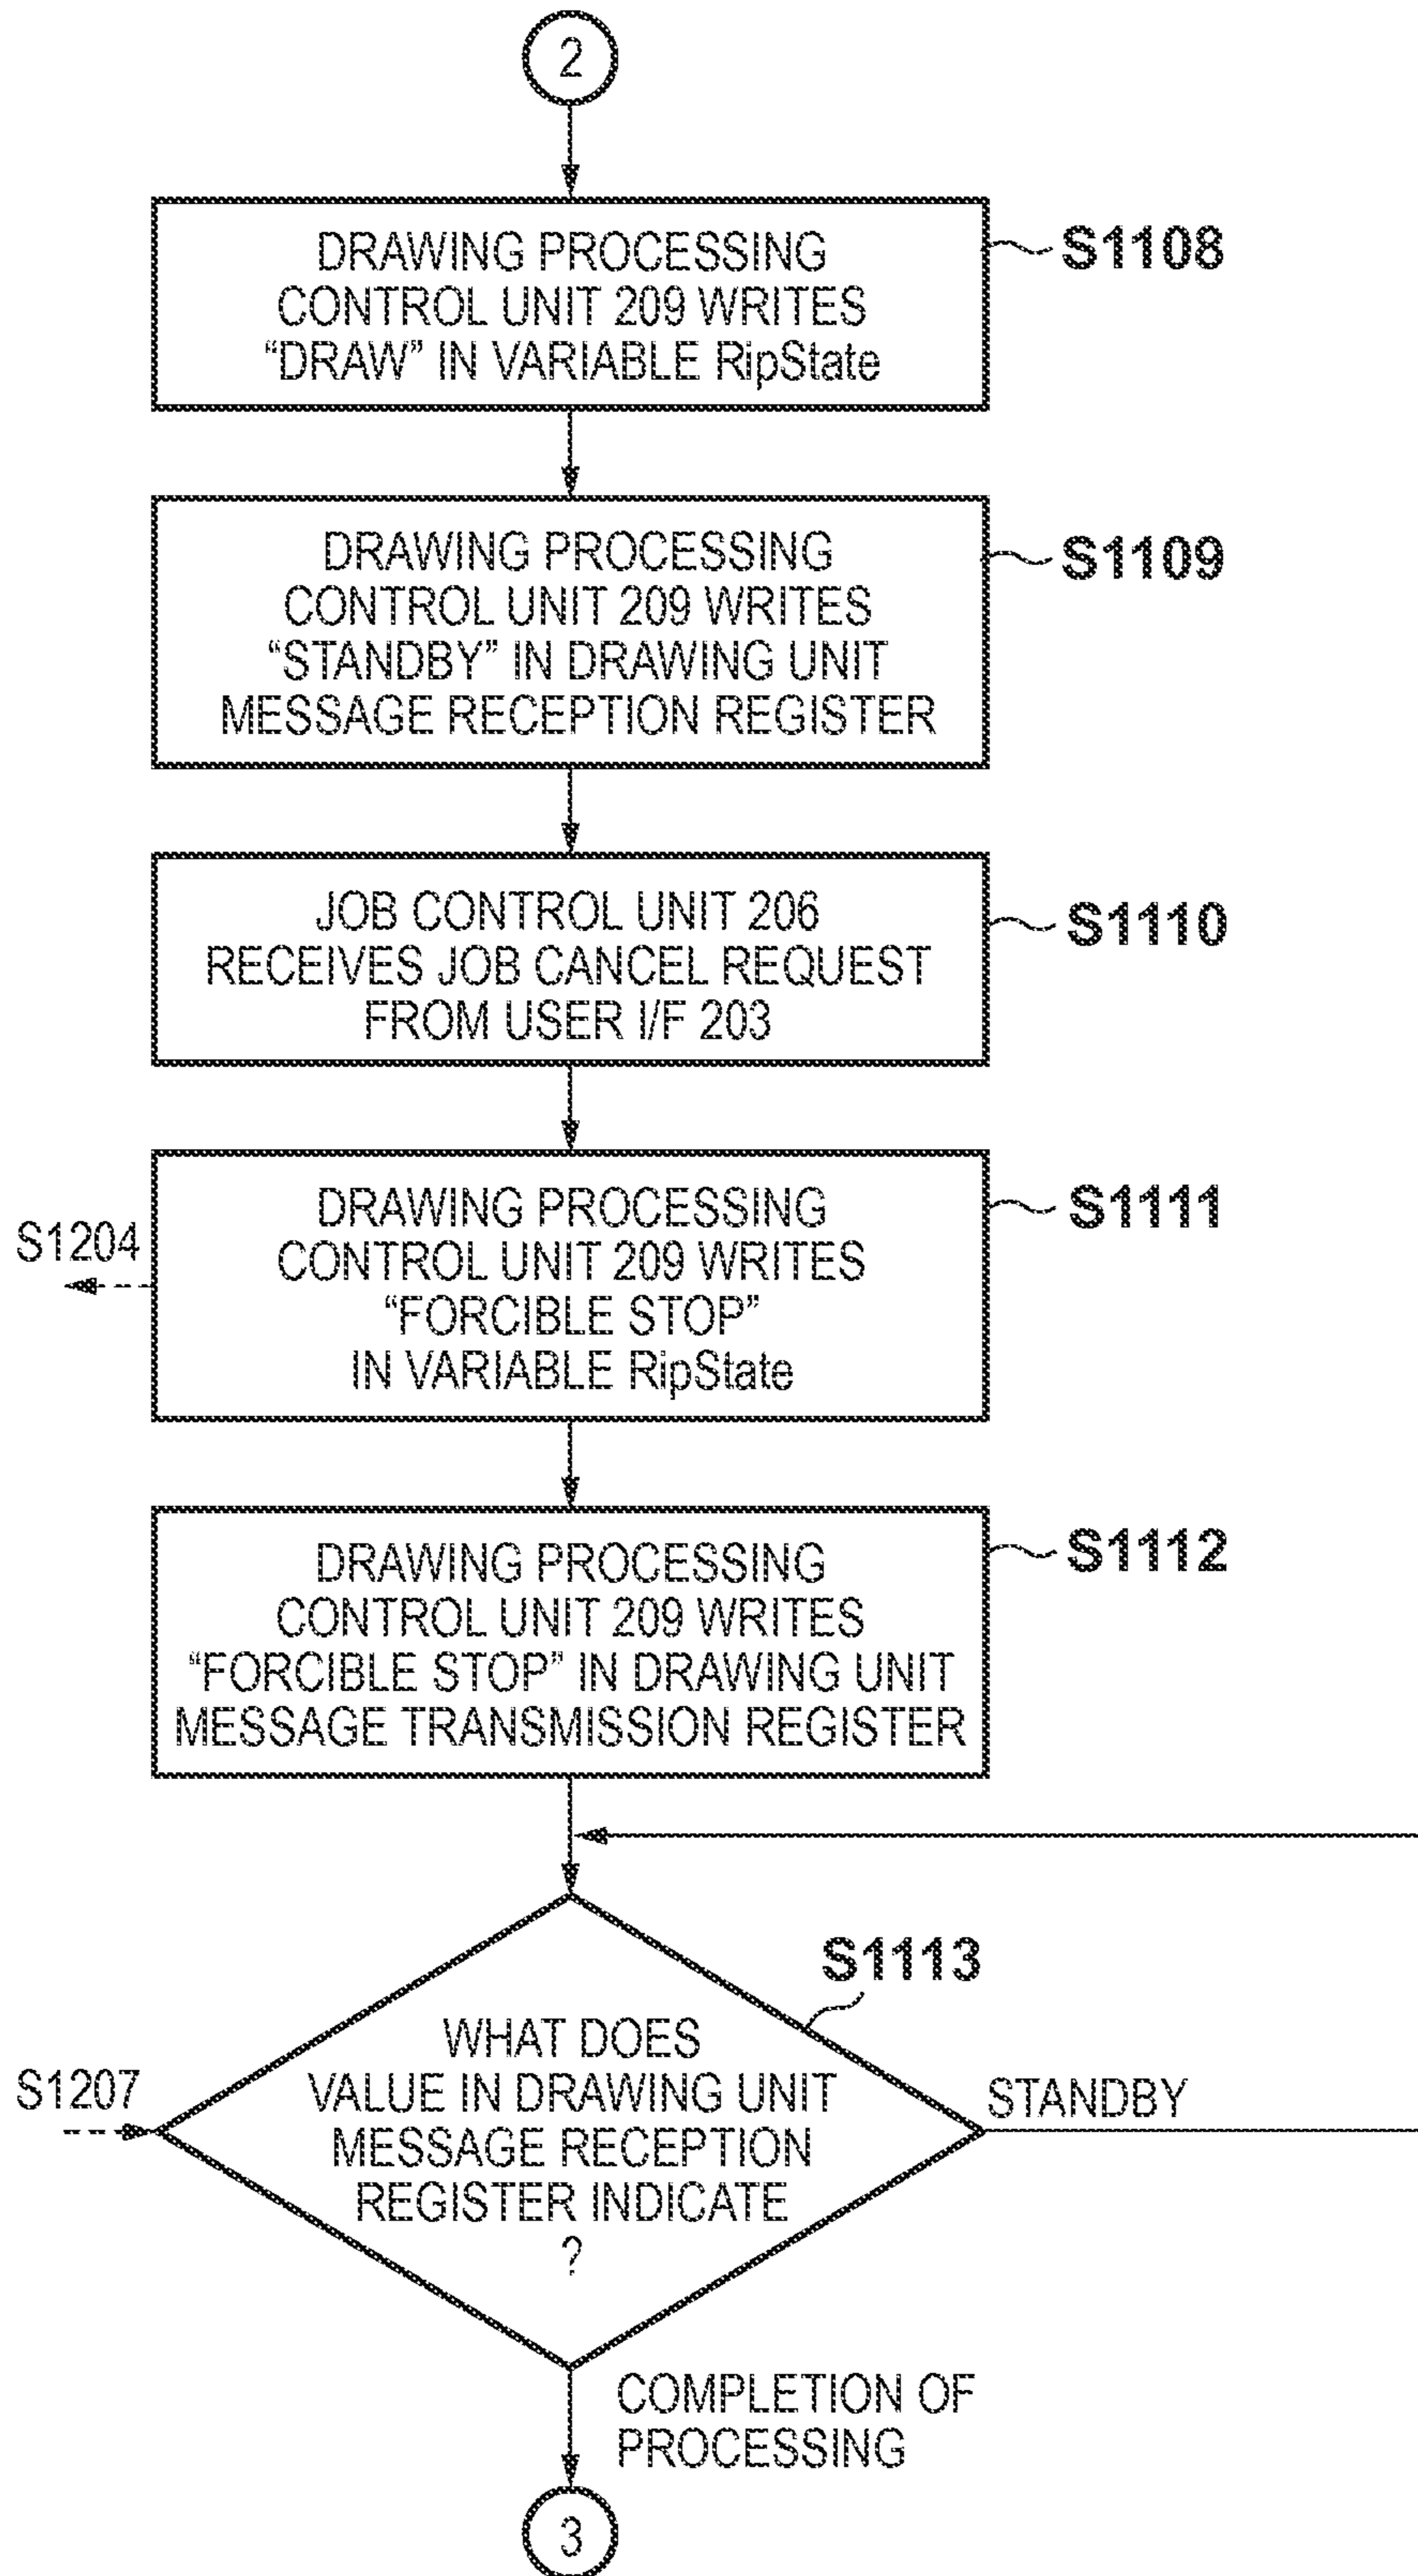 2
DRAWING PROCESSING
CONTROL UNIT 209 WRITES
“DRAW” IN VARIABLE RipState
S1108
DRAWING PROCESSING
CONTROL UNIT 209 WRITES
“STANDBY” IN DRAWING UNIT
MESSAGE RECEPTION REGISTER
S1109
JOB CONTROL UNIT 206
RECEIVES JOB CANCEL REQUEST
FROM USER I/F 203
S1110
S1204
DRAWING PROCESSING
CONTROL UNIT 209 WRITES
“FORCIBLE STOP”
IN VARIABLE RipState
S1111
DRAWING PROCESSING
CONTROL UNIT 209 WRITES
“FORCIBLE STOP” IN DRAWING UNIT
MESSAGE TRANSMISSION REGISTER
S1112
S1113
WHAT DOES
VALUE IN DRAWING UNIT
MESSAGE RECEPTION
REGISTER INDICATE
?
S1207
STANDBY
COMPLETION OF
PROCESSING
3